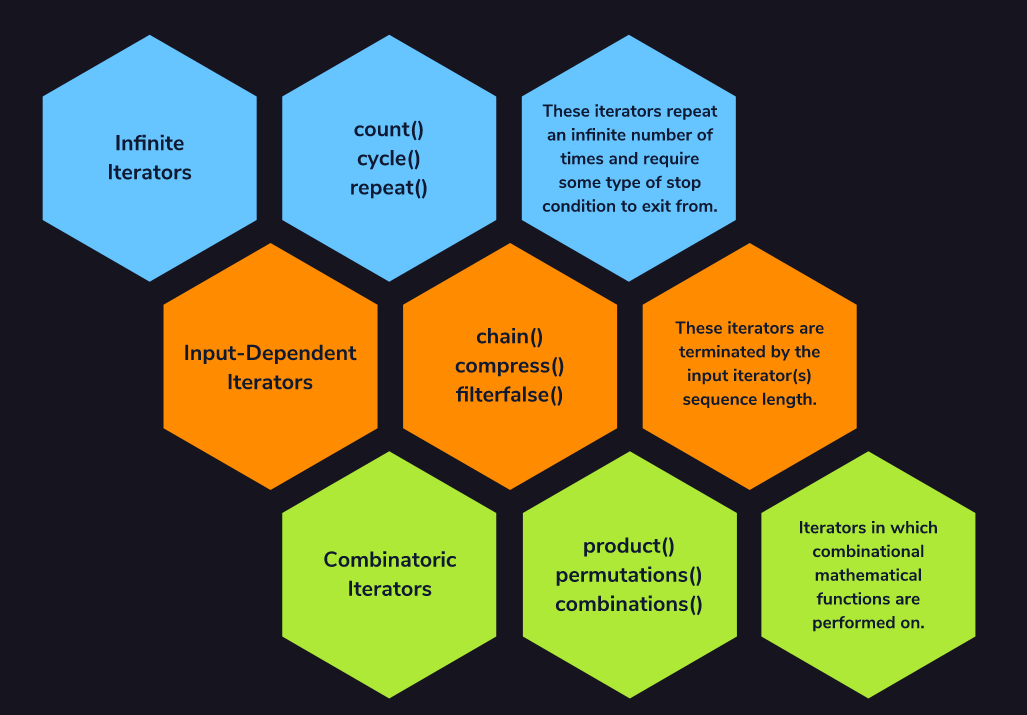 Infinite
Iterators
count()
cycle()
repeat()
These iterators repeat
an infinite number of
times and require
some type of stop
condition to exit from.
Input-Dependent
Iterators
chain()
compress()
filterfalse()
These iterators are
terminated by the
input iterator(s)
sequence length.
Combinatoric
Iterators
product()
permutations()
combinations()
Iterators in which
combinational
mathematical
functions are
performed on.